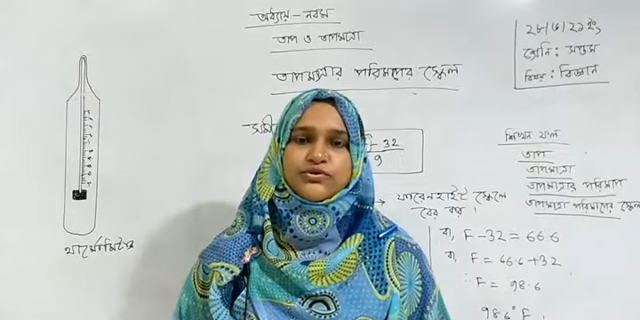 অধ্যায় - নবম
তাপ ও তাপমাত্রা
তাপমাত্রার পরিমাপের স্কেল
২৮/৬/২১ইং
শ্রেনি: সপ্তম
বিষয়: বিজ্ঞান
32
9
শিখন ফল
তাপ
তাপমাত্রা
তাপমাত্রার পরিমাপ
তাপমাত্রা পরিমাপের স্কেল
→ ফারেনহাইট স্কেলে
বের কর।
বা, F - 32 = 66.6
বা, F = 66.6 + 32
∴ F = 98.6
98.6° F
থার্মোমিটার